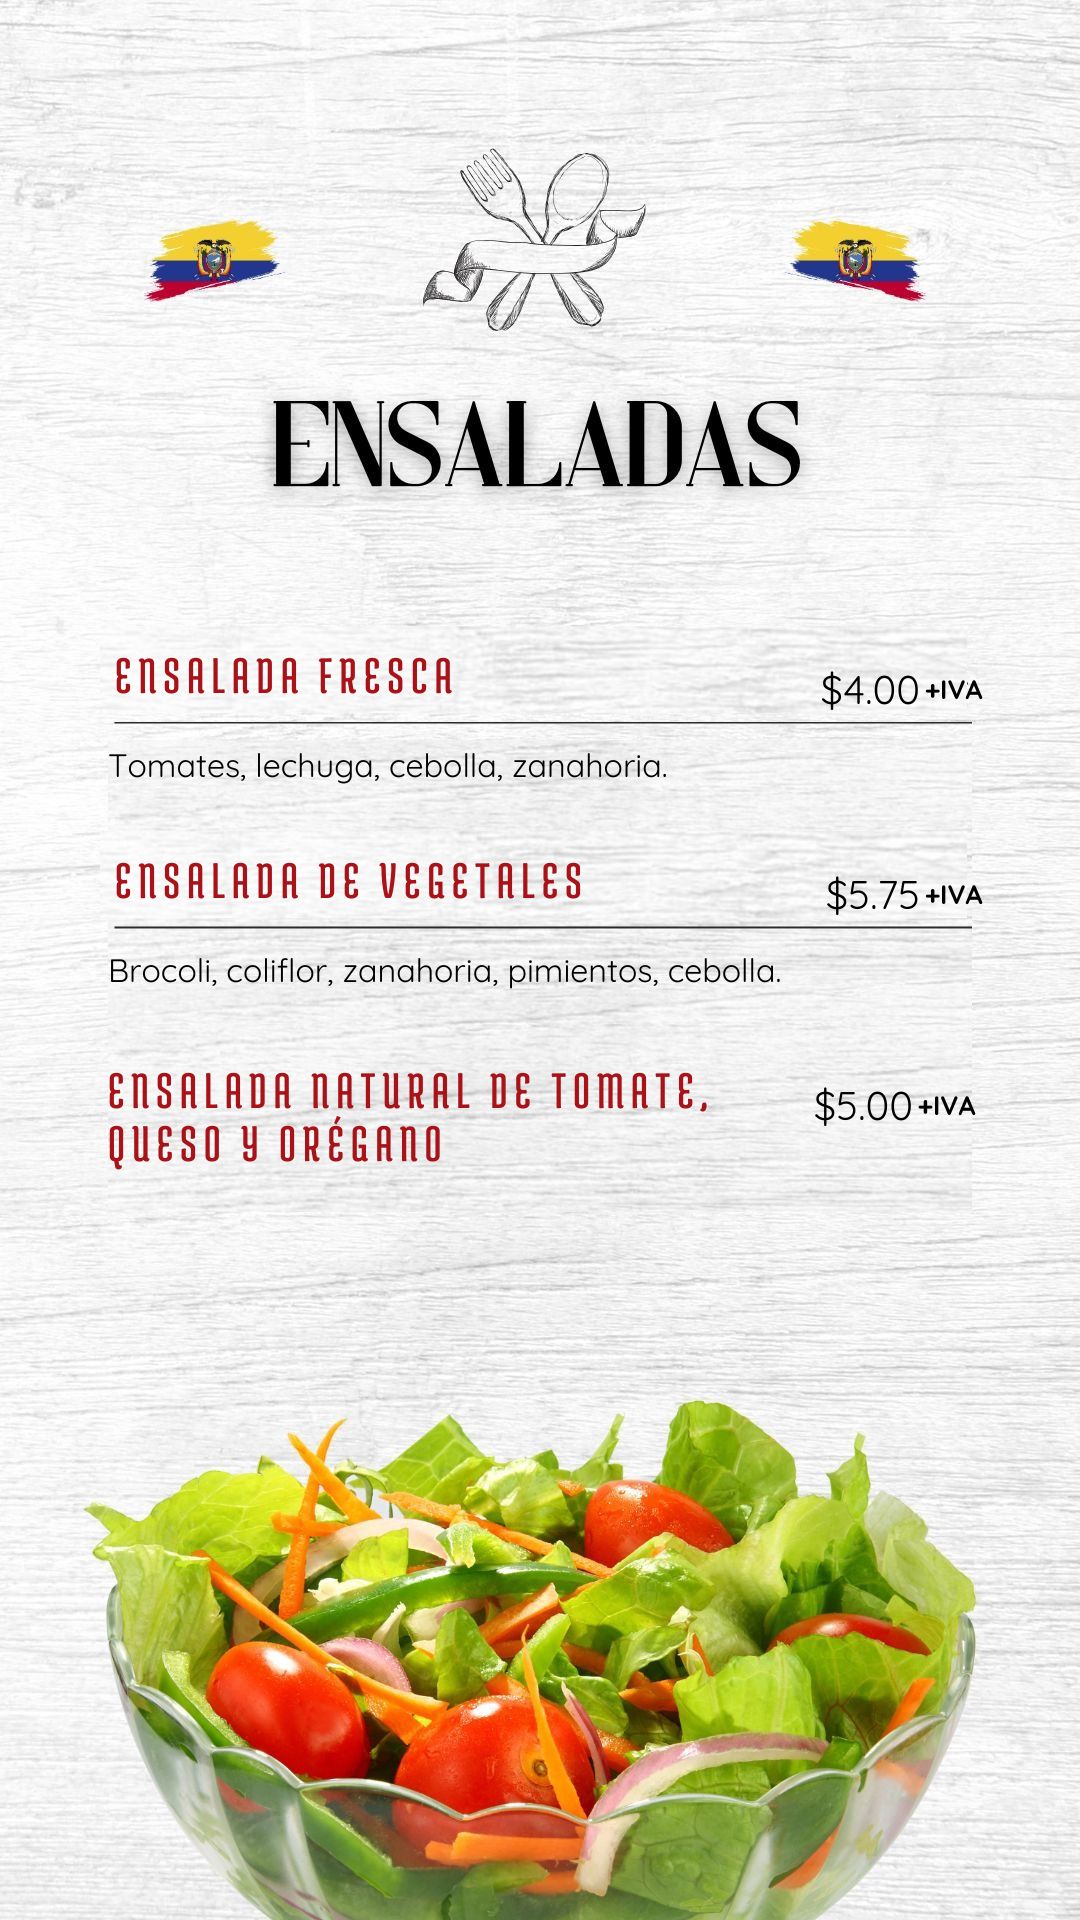 ENSALADAS
ENSALADA FRESCA
$4.00 +IVA
Tomates, lechuga, cebolla, zanahoria.
ENSALADA DE VEGETALES
$5.75 +IVA
Brocoli, coliflor, zanahoria, pimientos, cebolla.
ENSALADA NATURAL DE TOMATE,
QUESO Y ORÉGANO
$5.00 +IVA